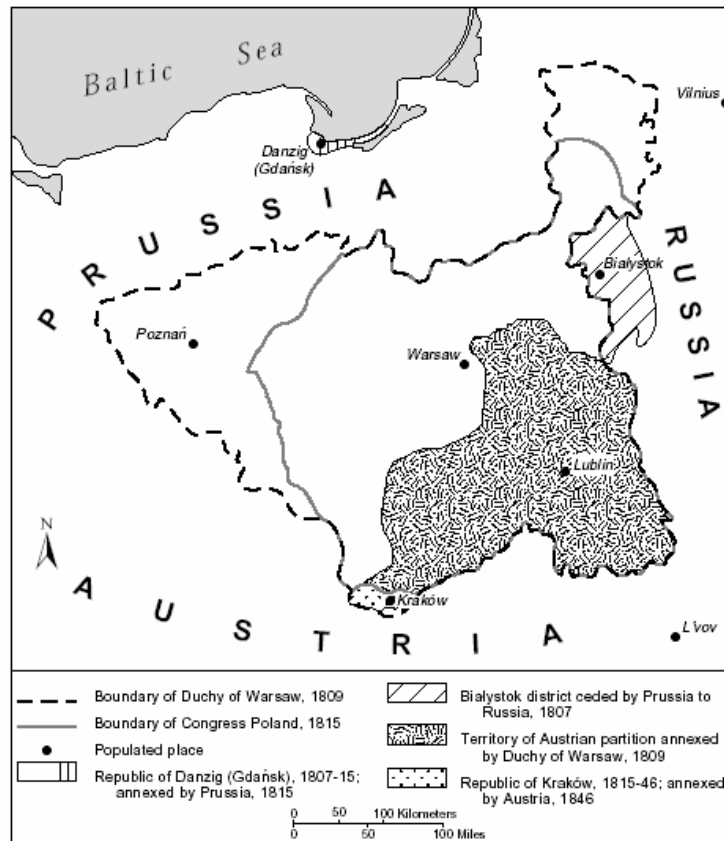 Baltic Sea
Vilnius
Danzig
(Gdańsk)
PRUSSIA
RUSSIA
Białystok
Poznań
Warsaw
Lublin
N
AUSTRIA
Kraków
L'vov
Boundary of Duchy of Warsaw, 1809
Boundary of Congress Poland, 1815
Populated place
Republic of Danzig (Gdańsk), 1807-15;
annexed by Prussia, 1815
Białystok district ceded by Prussia to
Russia, 1807
Territory of Austrian partition annexed
by Duchy of Warsaw, 1809
Republic of Kraków, 1815-46; annexed
by Austria, 1846
0 50 100 Kilometers
0 50 100 Miles